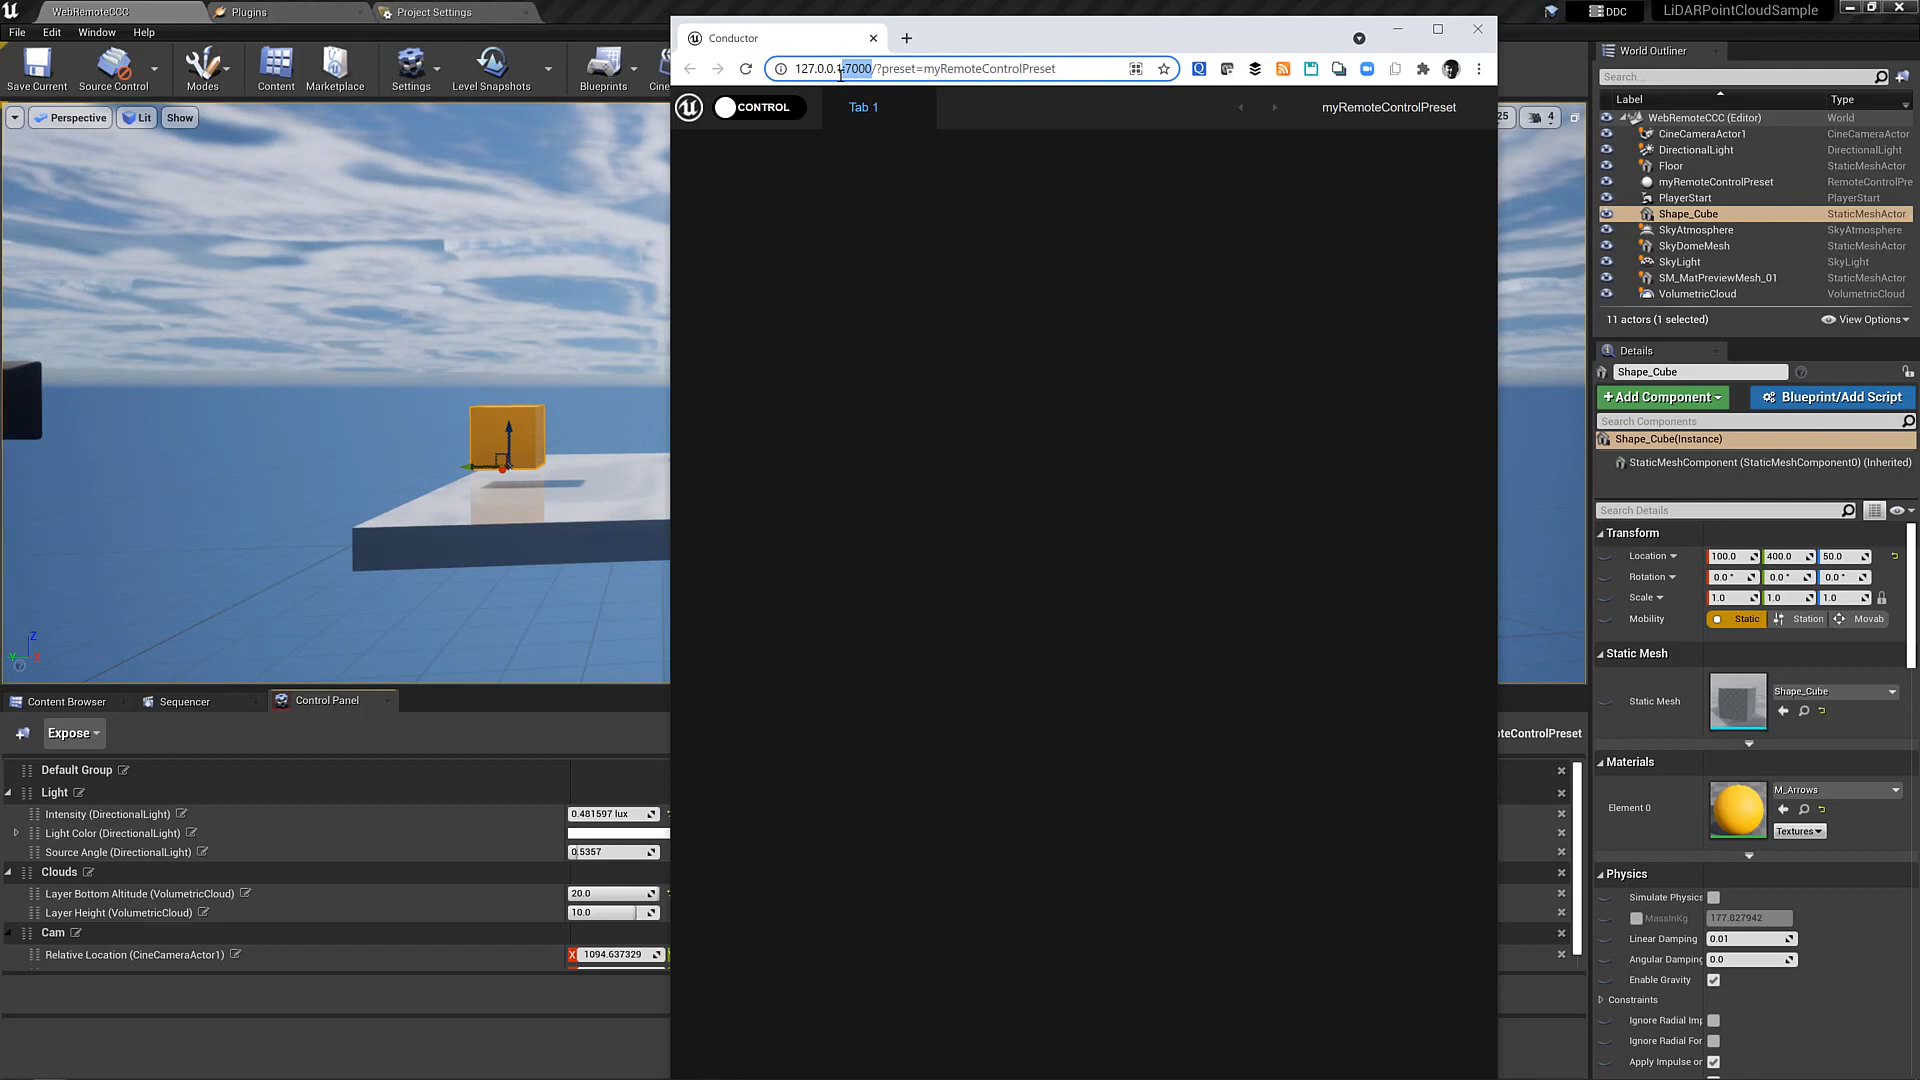 WebRemoteCCC
Plugins
Project Settings
DDC
LiDARPointCloudSample
File
Edit
Window
Help
Save Current
Source Control
Modes
Content
Marketplace
Settings
Level Snapshots
Blueprints
Conductor
127.0.0.1:7000/?preset=myRemoteControlPreset
CONTROL
Tab 1
myRemoteControlPreset
Perspective
Lit
Show
25
4
World Outliner
Search...
Label
Type
WebRemoteCCC (Editor)
World
CineCameraActor1
CineCameraActor
DirectionalLight
DirectionalLight
Floor
StaticMeshActor
myRemoteControlPreset
RemoteControlPre
PlayerStart
PlayerStart
Shape_Cube
StaticMeshActor
SkyAtmosphere
SkyAtmosphere
SkyDomeMesh
StaticMeshActor
SkyLight
SkyLight
SM_MatPreviewMesh_01
StaticMeshActor
VolumetricCloud
VolumetricCloud
11 actors (1 selected)
View Options
Details
Shape_Cube
+Add Component
Blueprint/Add Script
Search Components
Shape_Cube(Instance)
StaticMeshComponent (StaticMeshComponent0) (Inherited)
Search Details
Transform
Location
100.0
400.0
50.0
Rotation
0.0 °
0.0 °
0.0 °
Scale
1.0
1.0
1.0
Mobility
Static
Station
Movab
Static Mesh
Static Mesh
Shape_Cube
Materials
Element 0
M_Arrows
Textures
Physics
Simulate Physics
MassInKg
177.827942
Linear Damping
0.01
Angular Damping
0.0
Enable Gravity
Constraints
Ignore Radial Imp
Ignore Radial For
Apply Impulse on
Z
Y
X
Content Browser
Sequencer
Control Panel
Expose
oteControlPreset
Default Group
Light
Intensity (DirectionalLight)
0.481597 lux
Light Color (DirectionalLight)
Source Angle (DirectionalLight)
0.5357
Clouds
Layer Bottom Altitude (VolumetricCloud)
20.0
Layer Height (VolumetricCloud)
10.0
Cam
Relative Location (CineCameraActor1)
X
1094.637329